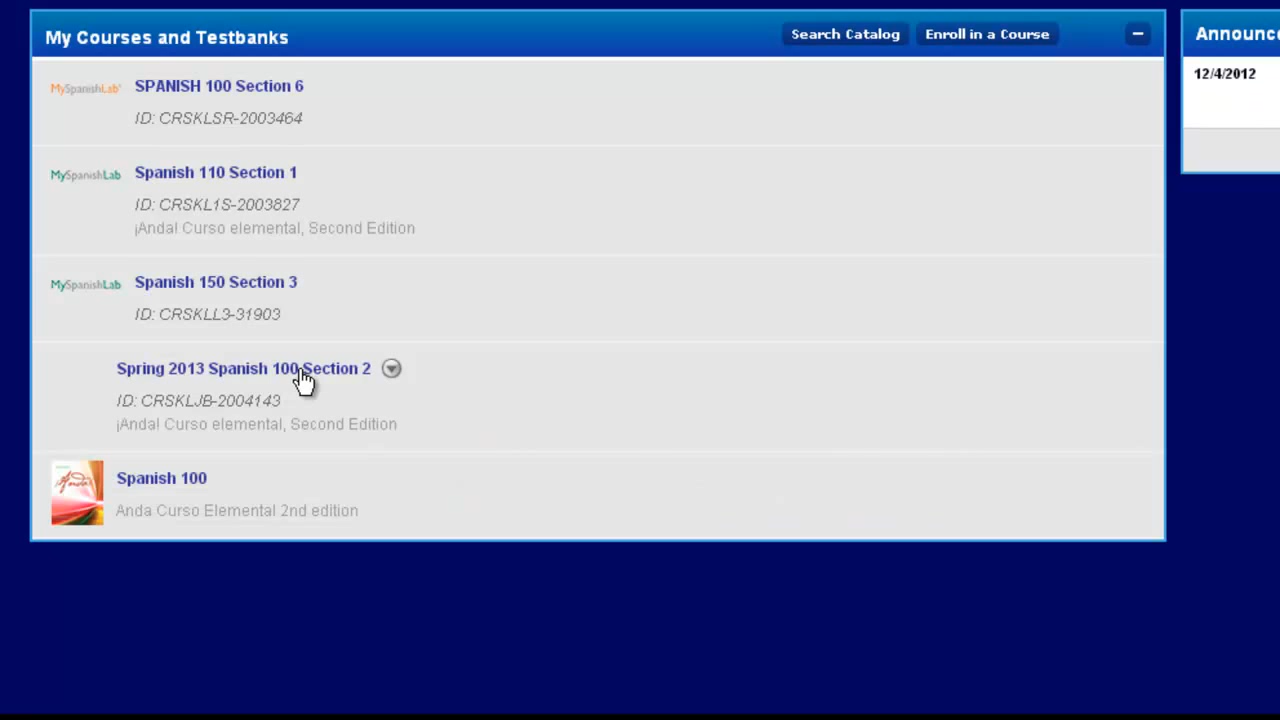 My Courses and Testbanks
Search Catalog
Enroll in a Course
MySpanishLab
SPANISH 100 Section 6
ID: CRSKLSR-2003464
MySpanishLab
Spanish 110 Section 1
ID: CRSKL1S-2003827
¡Anda! Curso elemental, Second Edition
MySpanishLab
Spanish 150 Section 3
ID: CRSKLL3-31903
Spring 2013 Spanish 100 Section 2
ID: CRSKLJB-2004143
¡Anda! Curso elemental, Second Edition
Anda
Spanish 100
Anda Curso Elemental 2nd edition
Announce
12/4/2012